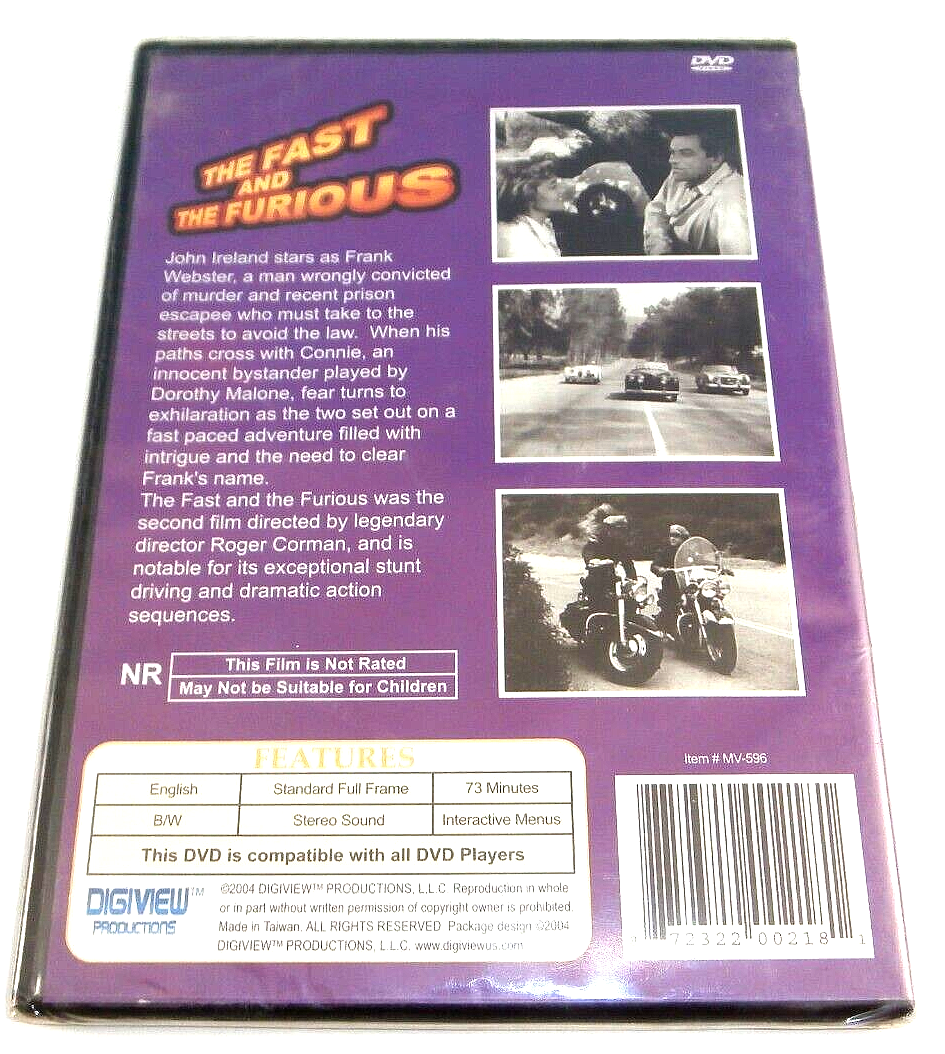 DVD
VIDEO
THE FAST
AND
THE FURIOUS
John Ireland stars as Frank
Webster, a man wrongly convicted
of murder and recent prison
escapee who must take to the
streets to avoid the law. When his
paths cross with Connie, an
innocent bystander played by
Dorothy Malone, fear turns to
exhilaration as the two set out on a
fast paced adventure filled with
intrigue and the need to clear
Frank's name.
The Fast and the Furious was the
second film directed by legendary
director Roger Corman, and is
notable for its exceptional stunt
driving and dramatic action
sequences.
NR
This Film is Not Rated
May Not be Suitable for Children
FEATURES
English Standard Full Frame 73 Minutes
B/W Stereo Sound Interactive Menus
This DVD is compatible with all DVD Players
DIGIVIEW™
PRODUCTIONS
©2004 DIGIVIEW™ PRODUCTIONS, L.L.C. Reproduction in whole
or in part without written permission of copyright owner is prohibited.
Made in Taiwan. ALL RIGHTS RESERVED. Package design ©2004
DIGIVIEW™ PRODUCTIONS, L.L.C. www.digiviewus.com
Item # MV-596
72322 00218 1